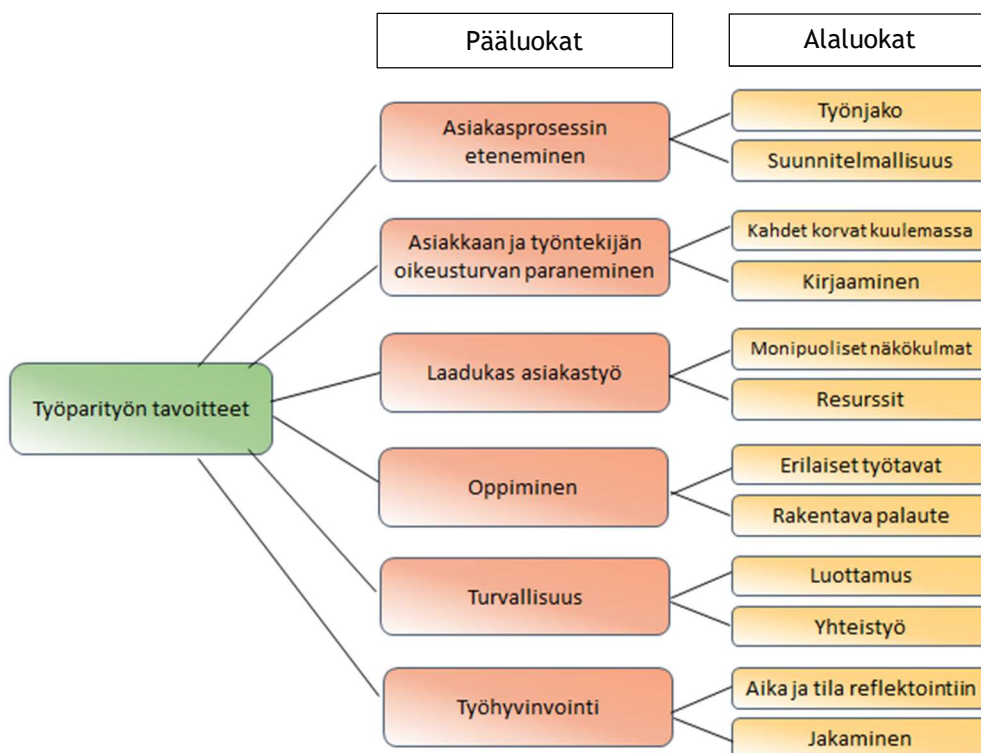 Pääluokat
Alaluokat
Työparityön tavoitteet
Asiakasprosessin
eteneminen
Työnjako
Suunnitelmallisuus
Asiakkaan ja työntekijän
oikeusturvan paraneminen
Kahdet korvat kuulemassa
Kirjaaminen
Laadukas asiakastyö
Monipuoliset näkökulmat
Resurssit
Oppiminen
Erilaiset työtavat
Rakentava palaute
Turvallisuus
Luottamus
Yhteistyö
Työhyvinvointi
Aika ja tila reflektointiin
Jakaminen